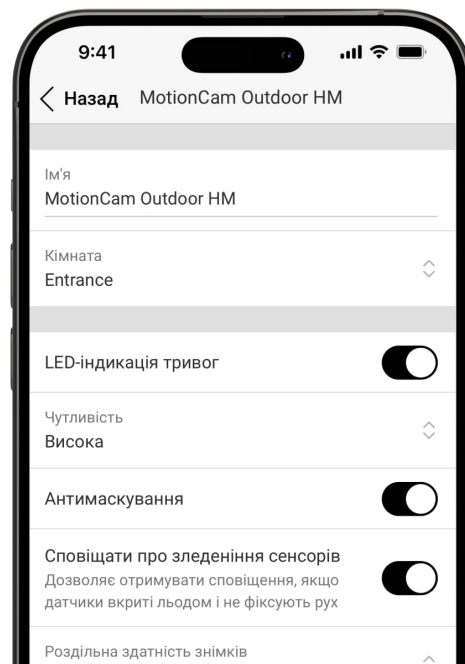 9:41
Назад MotionCam Outdoor HM
Ім'я
MotionCam Outdoor HM
Кімната
Entrance
LED-індикація тривог
Чутливість
Висока
Антимаскування
Сповіщати про зледеніння сенсорів
Дозволяє отримувати сповіщення, якщо
датчики вкриті льодом і не фіксують рух
Роздільна здатність знімків